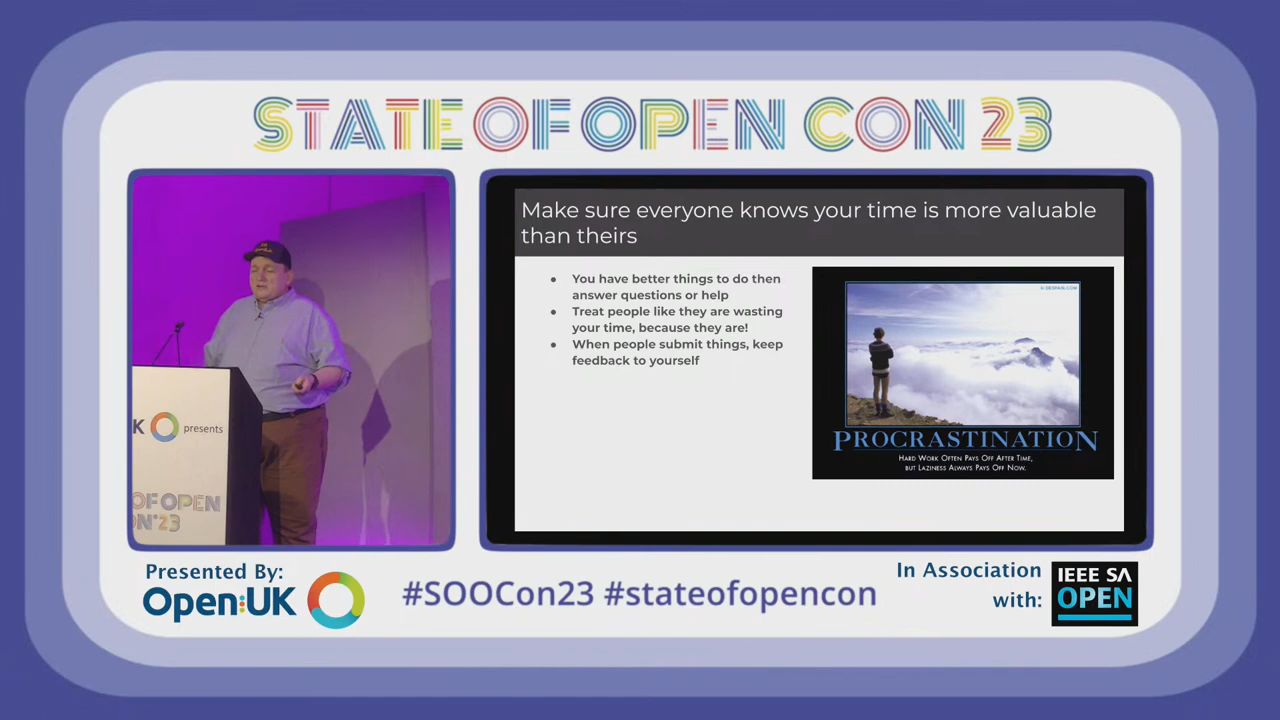 STATE OF OPEN CON 23
Make sure everyone knows your time is more valuable
than theirs
● You have better things to do then
answer questions or help
● Treat people like they are wasting
your time, because they are!
● When people submit things, keep
feedback to yourself
© DESPAIR.COM
PROCRASTINATION
HARD WORK OFTEN PAYS OFF AFTER TIME,
BUT LAZINESS ALWAYS PAYS OFF NOW.
K presents
OF OPEN
ON'23
Presented By:
Open:UK
#SOOCon23 #stateofopencon
In Association
with:
IEEE SA
OPEN